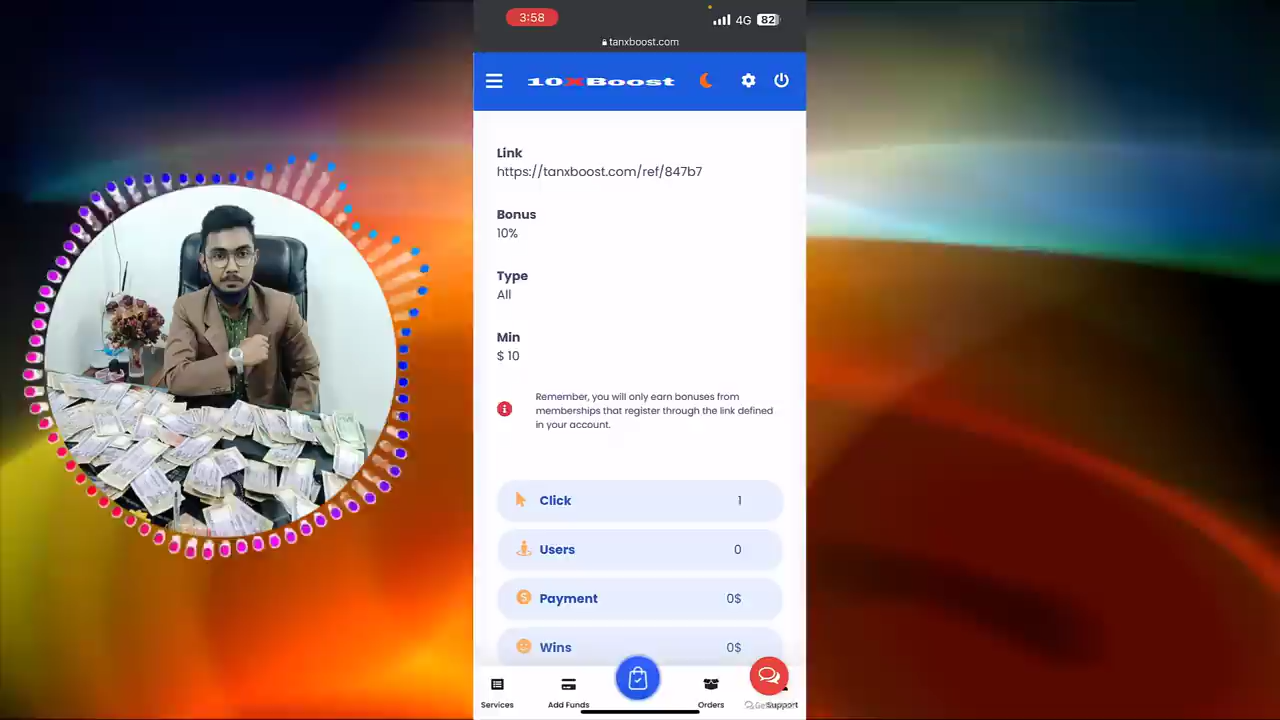 3:58
4G 82
tanxboost.com
10XBoost
Link
https://tanxboost.com/ref/847b7
Bonus
10%
Type
All
Min
$ 10
Remember, you will only earn bonuses from
memberships that register through the link defined
in your account.
Click 1
Users 0
Payment 0$
Wins 0$
Services
Add Funds
Orders
Support